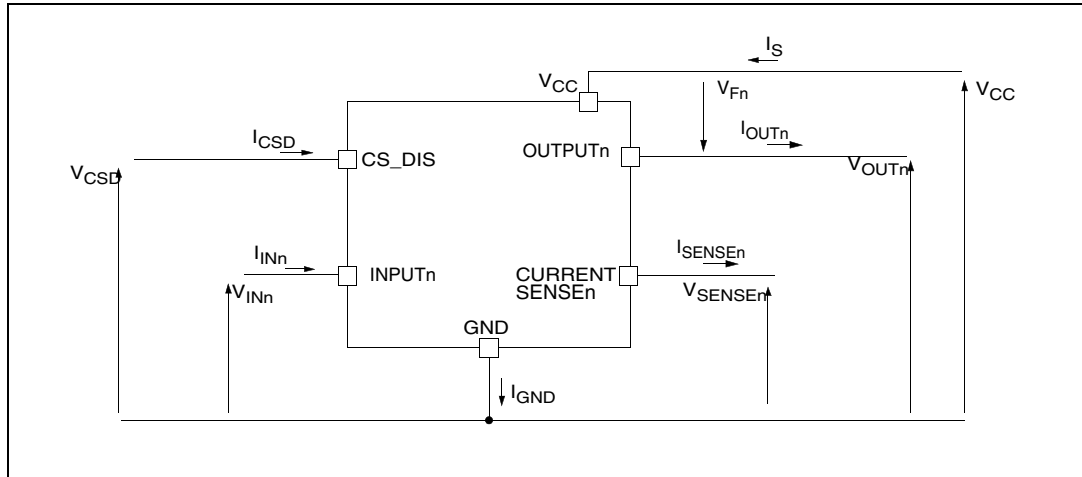 I_S
V_CC
V_Fn
V_CC
I_OUTn
I_CSD
CS_DIS
OUTPUTn
V_CSD
V_OUTn
I_INn
INPUTn
CURRENT
SENSEn
I_SENSEn
V_INn
V_SENSEn
GND
I_GND